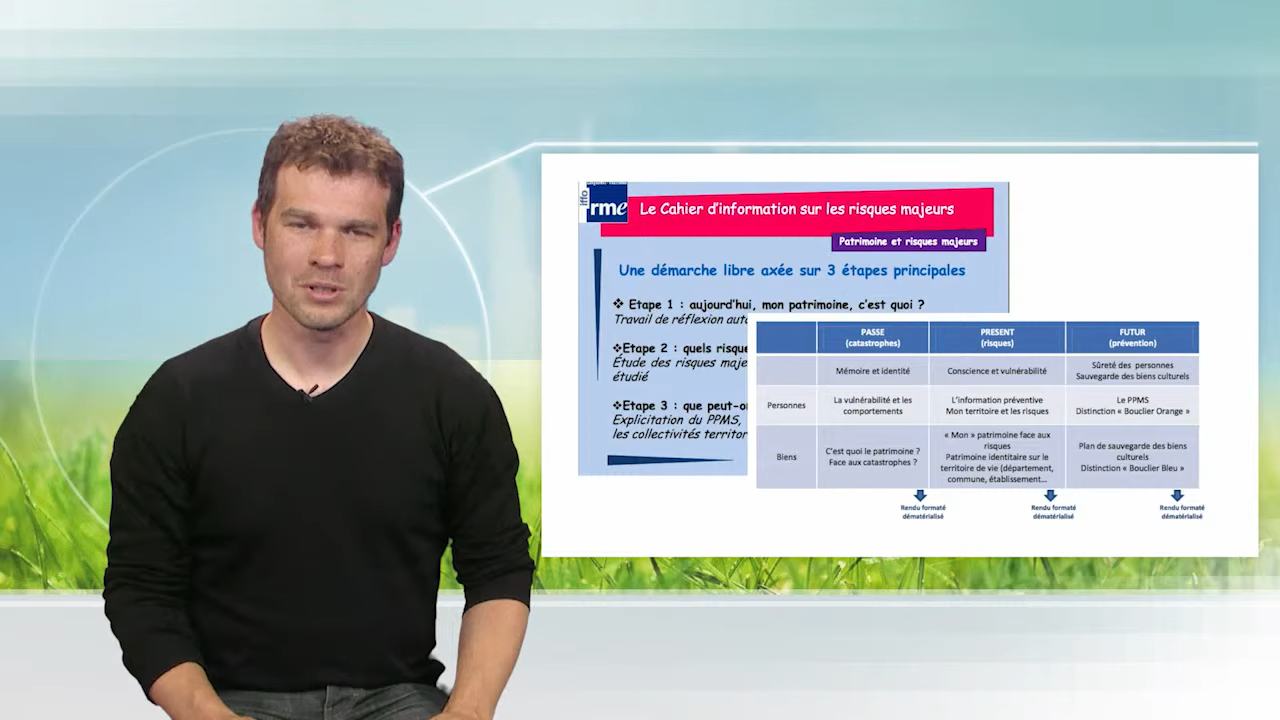 iffo
rme
Le Cahier d'information sur les risques majeurs
Patrimoine et risques majeurs
Une démarche libre axée sur 3 étapes principales
❖ Etape 1 : aujourd'hui, mon patrimoine, c'est quoi ?
Travail de réflexion
❖Etape 2 : quels
Étude des risques
étudié
❖Etape 3 : que
Explicitation du PPMS,
les collectivités
PASSE
(catastrophes)
PRESENT
(risques)
FUTUR
(prévention)
Mémoire et identité
Conscience et vulnérabilité
Sûreté des personnes
Sauvegarde des biens culturels
Personnes
La vulnérabilité et les
comportements
L'information préventive
Mon territoire et les risques
Le PPMS
Distinction « Bouclier Orange »
Biens
C'est quoi le patrimoine ?
Face aux catastrophes ?
« Mon » patrimoine face aux
risques
Patrimoine identitaire sur le
territoire de vie (département,
commune, établissement...
Plan de sauvegarde des biens
culturels
Distinction « Bouclier Bleu »
Rendu formaté
dématérialisé
Rendu formaté
dématérialisé
Rendu formaté
dématérialisé